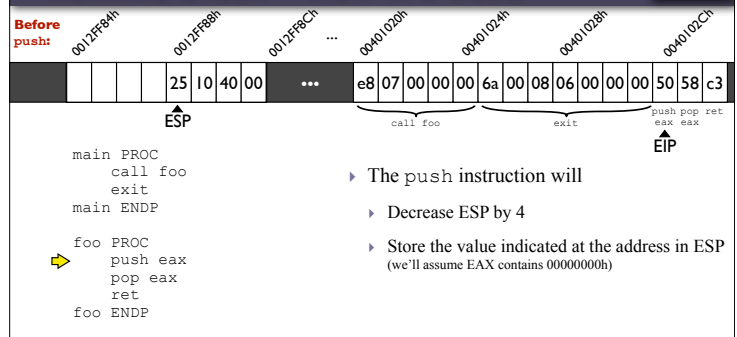 Before
push:
0012FF84h
0012FF88h
0012FF8Ch
...
00401020h
00401024h
00401028h
0040102Ch
25 10 40 00 ••• e8 07 00 00 00 6a 00 08 06 00 00 00 50 58 c3
ESP
call foo
exit
push pop ret
eax eax
EIP
main PROC
call foo
exit
main ENDP
foo PROC
push eax
pop eax
ret
foo ENDP
The push instruction will
Decrease ESP by 4
Store the value indicated at the address in ESP
(we'll assume EAX contains 00000000h)